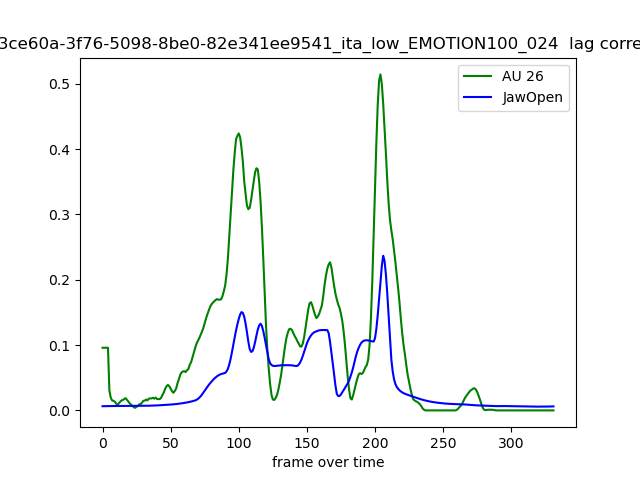 3ce60a-3f76-5098-8be0-82e341ee9541_ita_low_EMOTION100_024 lag corre
AU 26
JawOpen
0.5
0.4
0.3
0.2
0.1
0.0
0 50 100 150 200 250 300
frame over time